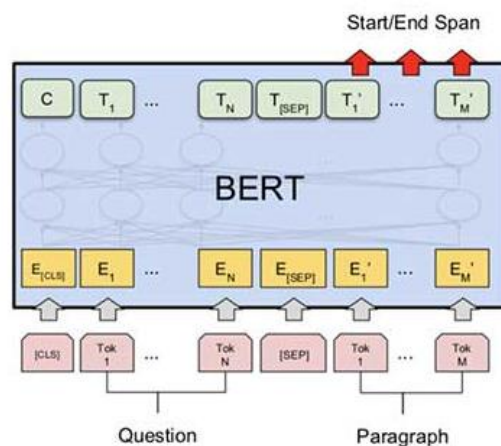 Start/End Span
C T1 ... TN T[SEP] T1' ... TM'
BERT
E[CLS] E1 ... EN E[SEP] E1' ... EM'
[CLS] Tok 1 ... Tok N [SEP] Tok 1 ... Tok M
Question Paragraph